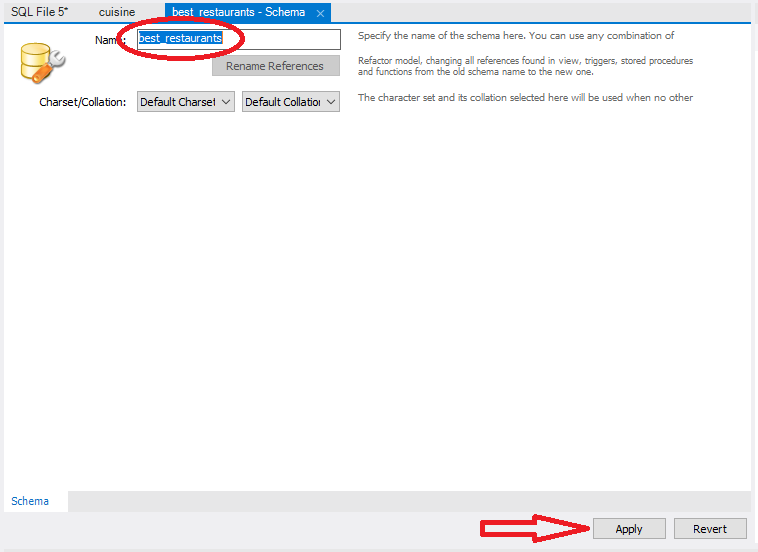 SQL File 5* cuisine best_restaurants - Schema
Name: best_restaurants Specify the name of the schema here. You can use any combination of
Rename References Refactor model, changing all references found in view, triggers, stored procedures
and functions from the old schema name to the new one.
Charset/Collation: Default Charset Default Collation The character set and its collation selected here will be used when no other
Schema
Apply Revert